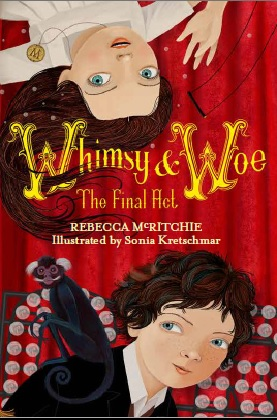 M
Whimsy & Woe
The Final Act
REBECCA McRITCHIE
Illustrated by Sonia Kretschmar